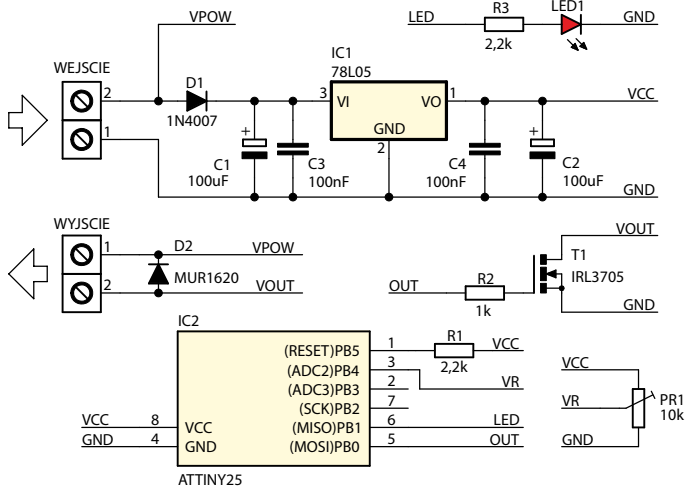 VPOW
LED
R3
2,2k
LED1
GND
WEJSCIE
2
1
D1
1N4007
IC1
78L05
3
VI
VO
1
GND
2
VCC
+
C1
100uF
C3
100nF
C4
100nF
+
C2
100uF
GND
WYJSCIE
1
2
D2
MUR1620
VPOW
VOUT
OUT
R2
1k
VOUT
T1
IRL3705
GND
IC2
(RESET)PB5
(ADC2)PB4
(ADC3)PB3
(SCK)PB2
(MISO)PB1
(MOSI)PB0
1
3
2
7
6
5
R1
2,2k
VCC
VR
LED
OUT
VCC
GND
8
4
VCC
GND
ATTINY25
VCC
VR
GND
PR1
10k